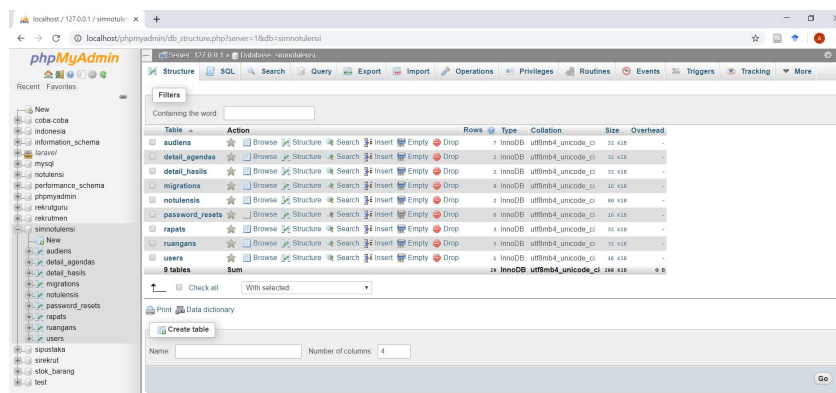 localhost / 127.0.0.1 / simnotulen
localhost/phpmyadmin/db_structure.php?server=1&db=simnotulensi
phpMyAdmin
Recent Favorites
New
coba-coba
indonesia
information_schema
laravel
mysql
notulensi
performance_schema
phpmyadmin
rekrutguru
rekrutmen
simnotulensi
New
audiens
detail_agendas
detail_hasils
migrations
notulensis
password_resets
rapats
ruangans
users
sipustaka
sirekrut
stok_barang
test
Server: 127.0.0.1 » Database: simnotulensi
Structure SQL Search Query Export Import Operations Privileges Routines Events Triggers Tracking More
Filters
Containing the word:
Table Action Rows Type Collation Size Overhead
audiens Browse Structure Search Insert Empty Drop 7 InnoDB utf8mb4_unicode_ci 32 KiB -
detail_agendas Browse Structure Search Insert Empty Drop 2 InnoDB utf8mb4_unicode_ci 32 KiB -
detail_hasils Browse Structure Search Insert Empty Drop 2 InnoDB utf8mb4_unicode_ci 32 KiB -
migrations Browse Structure Search Insert Empty Drop InnoDB utf8mb4_unicode_ci 16 KiB -
notulensis Browse Structure Search Insert Empty Drop 2 InnoDB utf8mb4_unicode_ci 80 KiB -
password_resets Browse Structure Search Insert Empty Drop 0 InnoDB utf8mb4_unicode_ci 16 KiB -
rapats Browse Structure Search Insert Empty Drop 3 InnoDB utf8mb4_unicode_ci 32 KiB -
ruangans Browse Structure Search Insert Empty Drop 3 InnoDB utf8mb4_unicode_ci 32 KiB -
users Browse Structure Search Insert Empty Drop 1 InnoDB utf8mb4_unicode_ci 16 KiB -
9 tables Sum 28 InnoDB utf8mb4_unicode_ci 288 KiB 0 B
Check all With selected:
Print Data dictionary
Create table
Name: Number of columns: 4
Go